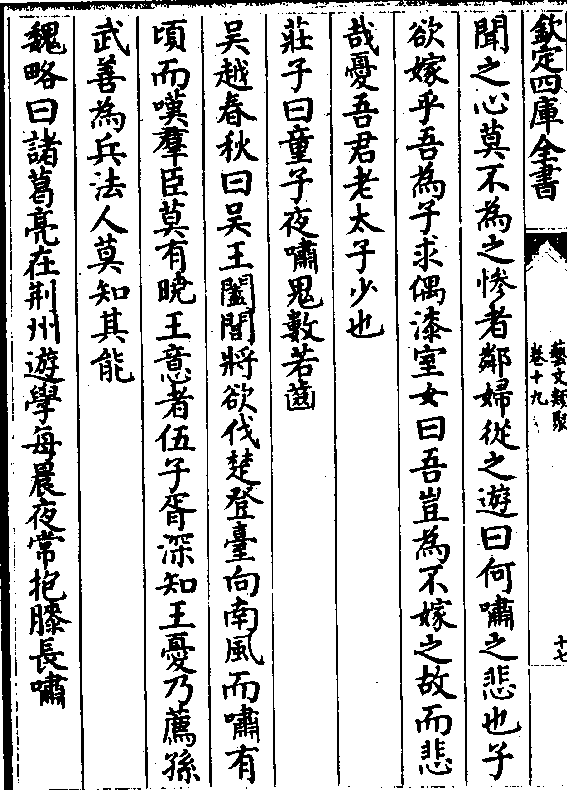 欽定四庫全書
藝文類聚
卷十九
十七
聞之心莫不為之慘者鄰婦從之遊曰何嘯之悲也子
欲嫁乎吾為子求偶漆室女曰吾豈為不嫁之故而悲
哉憂吾君老太子少也
莊子曰童子夜嘯鬼數若齒
吳越春秋曰吳王闔閭將欲伐楚登臺向南風而嘯有
頃而嘆羣臣莫有曉王意者伍子胥深知王憂乃薦孫
武善為兵法人莫知其能
魏略曰諸葛亮在荆州遊學每晨夜常抱膝長嘯